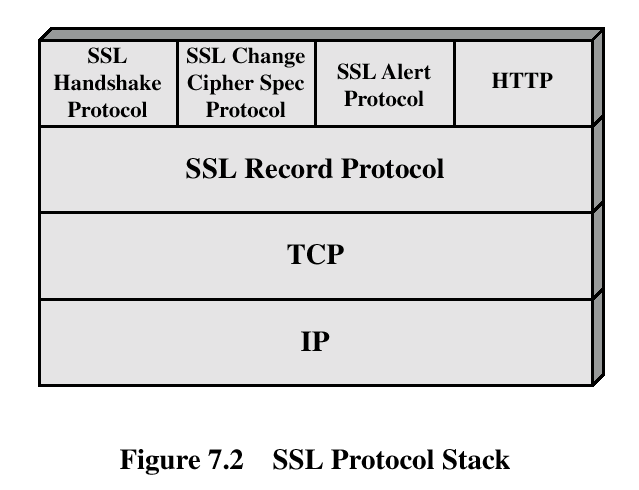 SSL
Handshake
Protocol
SSL Change
Cipher Spec
Protocol
SSL Alert
Protocol
HTTP
SSL Record Protocol
TCP
IP
Figure 7.2 SSL Protocol Stack